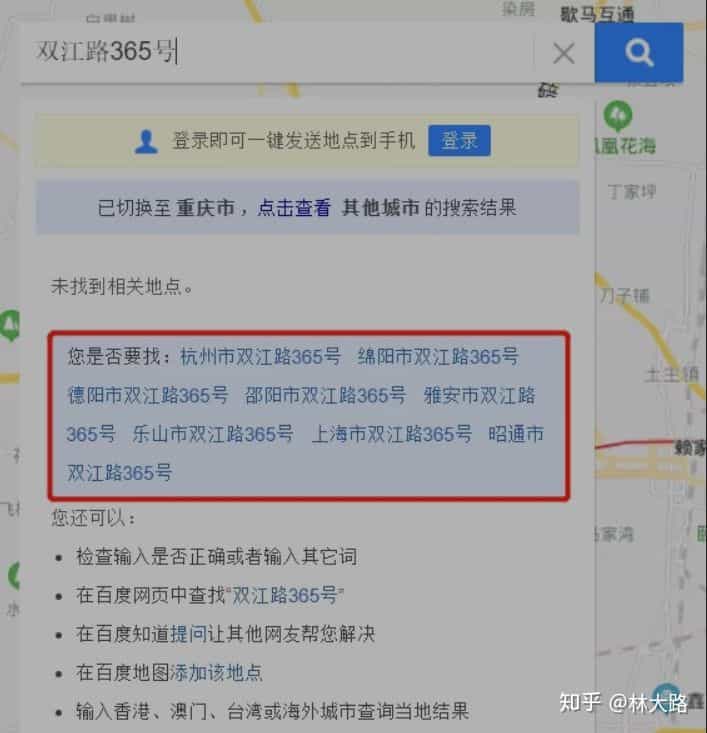 染房
歇马互通
双江路365号
登录即可一键发送地点到手机 登录
凤凰花海
丁家坪
已切换至 重庆市，点击查看 其他城市 的搜索结果
未找到相关地点。
刀子铺
您是否要找：杭州市双江路365号 绵阳市双江路365号
德阳市双江路365号 邵阳市双江路365号 雅安市双江路
365号 乐山市双江路365号 上海市双江路365号 昭通市
双江路365号
土主镇
赖家
您还可以：
马家湾
检查输入是否正确或者输入其它词
在百度网页中查找“双江路365号”
在百度知道提问让其他网友帮您解决
在百度地图添加该地点
输入香港、澳门、台湾或海外城市查询当地结果
知乎 @林大路
鑫